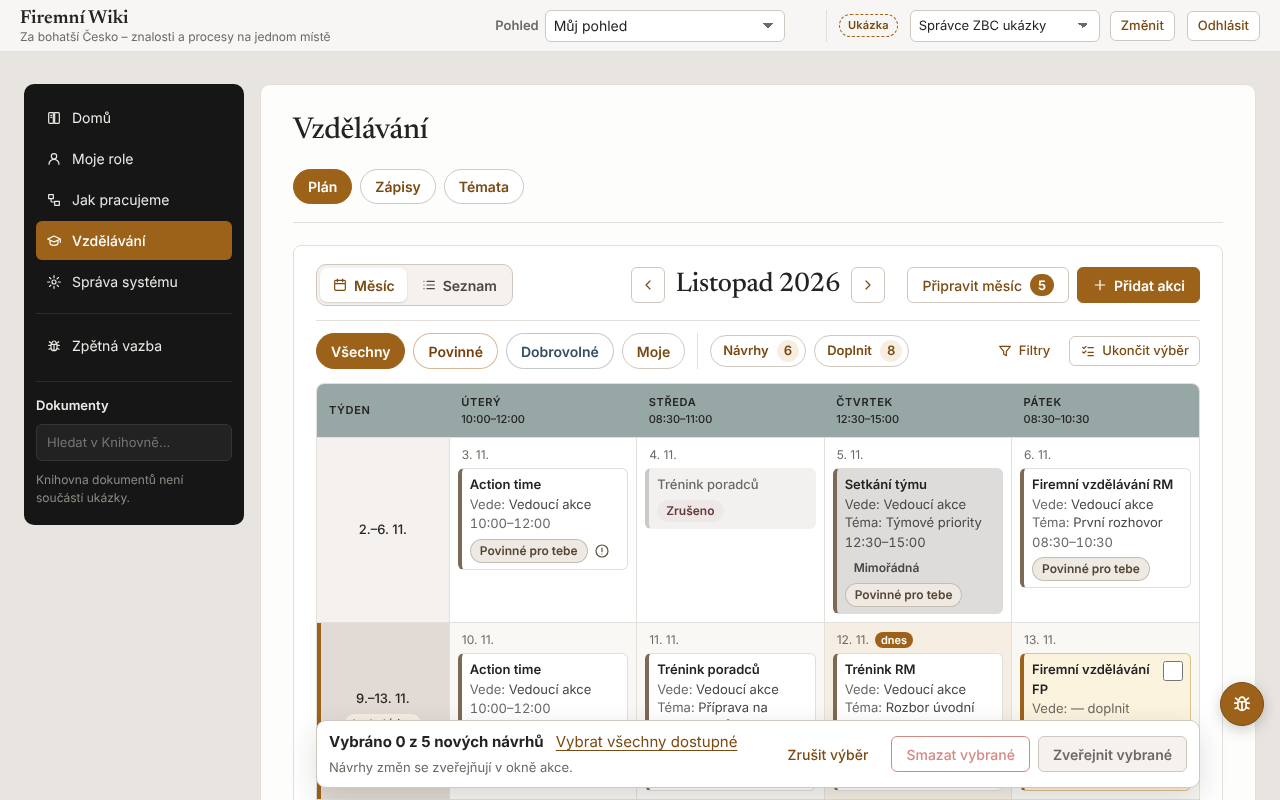 Firemní Wiki
Za bohatší Česko – znalosti a procesy na jednom místě
Pohled
Můj pohled
Ukázka
Správce ZBC ukázky
Změnit
Odhlásit
Domů
Moje role
Jak pracujeme
Vzdělávání
Správa systému
Zpětná vazba
Dokumenty
Hledat v Knihovně...
Knihovna dokumentů není
součástí ukázky.
Vzdělávání
Plán
Zápisy
Témata
Měsíc
Seznam
Listopad 2026
Připravit měsíc 5
Přidat akci
Všechny
Povinné
Dobrovolné
Moje
Návrhy 6
Doplnit 8
Filtry
Ukončit výběr
TÝDEN
ÚTERÝ
10:00–12:00
STŘEDA
08:30–11:00
ČTVRTEK
12:30–15:00
PÁTEK
08:30–10:30
2.–6. 11.
3. 11.
Action time
Vede: Vedoucí akce
10:00–12:00
Povinné pro tebe
4. 11.
Trénink poradců
Zrušeno
5. 11.
Setkání týmu
Vede: Vedoucí akce
Téma: Týmové priority
12:30–15:00
Mimořádná
Povinné pro tebe
6. 11.
Firemní vzdělávání RM
Vede: Vedoucí akce
Téma: První rozhovor
08:30–10:30
Povinné pro tebe
9.–13. 11.
10. 11.
Action time
Vede: Vedoucí akce
10:00–12:00
11. 11.
Trénink poradců
Vede: Vedoucí akce
Téma: Příprava na
12. 11. dnes
Trénink RM
Vede: Vedoucí akce
Téma: Rozbor úvodní
13. 11.
Firemní vzdělávání
FP
Vede: — doplnit
Vybráno 0 z 5 nových návrhů
Vybrat všechny dostupné
Návrhy změn se zveřejňují v okně akce.
Zrušit výběr
Smazat vybrané
Zveřejnit vybrané